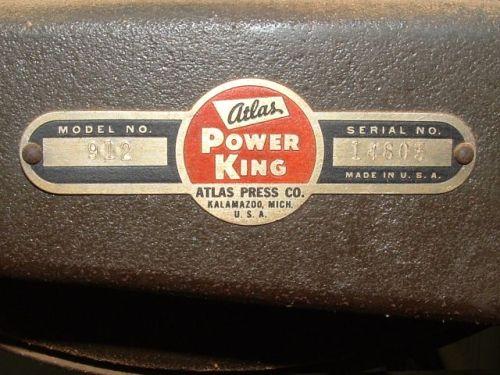 MODEL NO.
912
Atlas
POWER
KING
ATLAS PRESS CO.
KALAMAZOO, MICH.
U. S. A.
SERIAL NO.
MADE IN U. S. A.